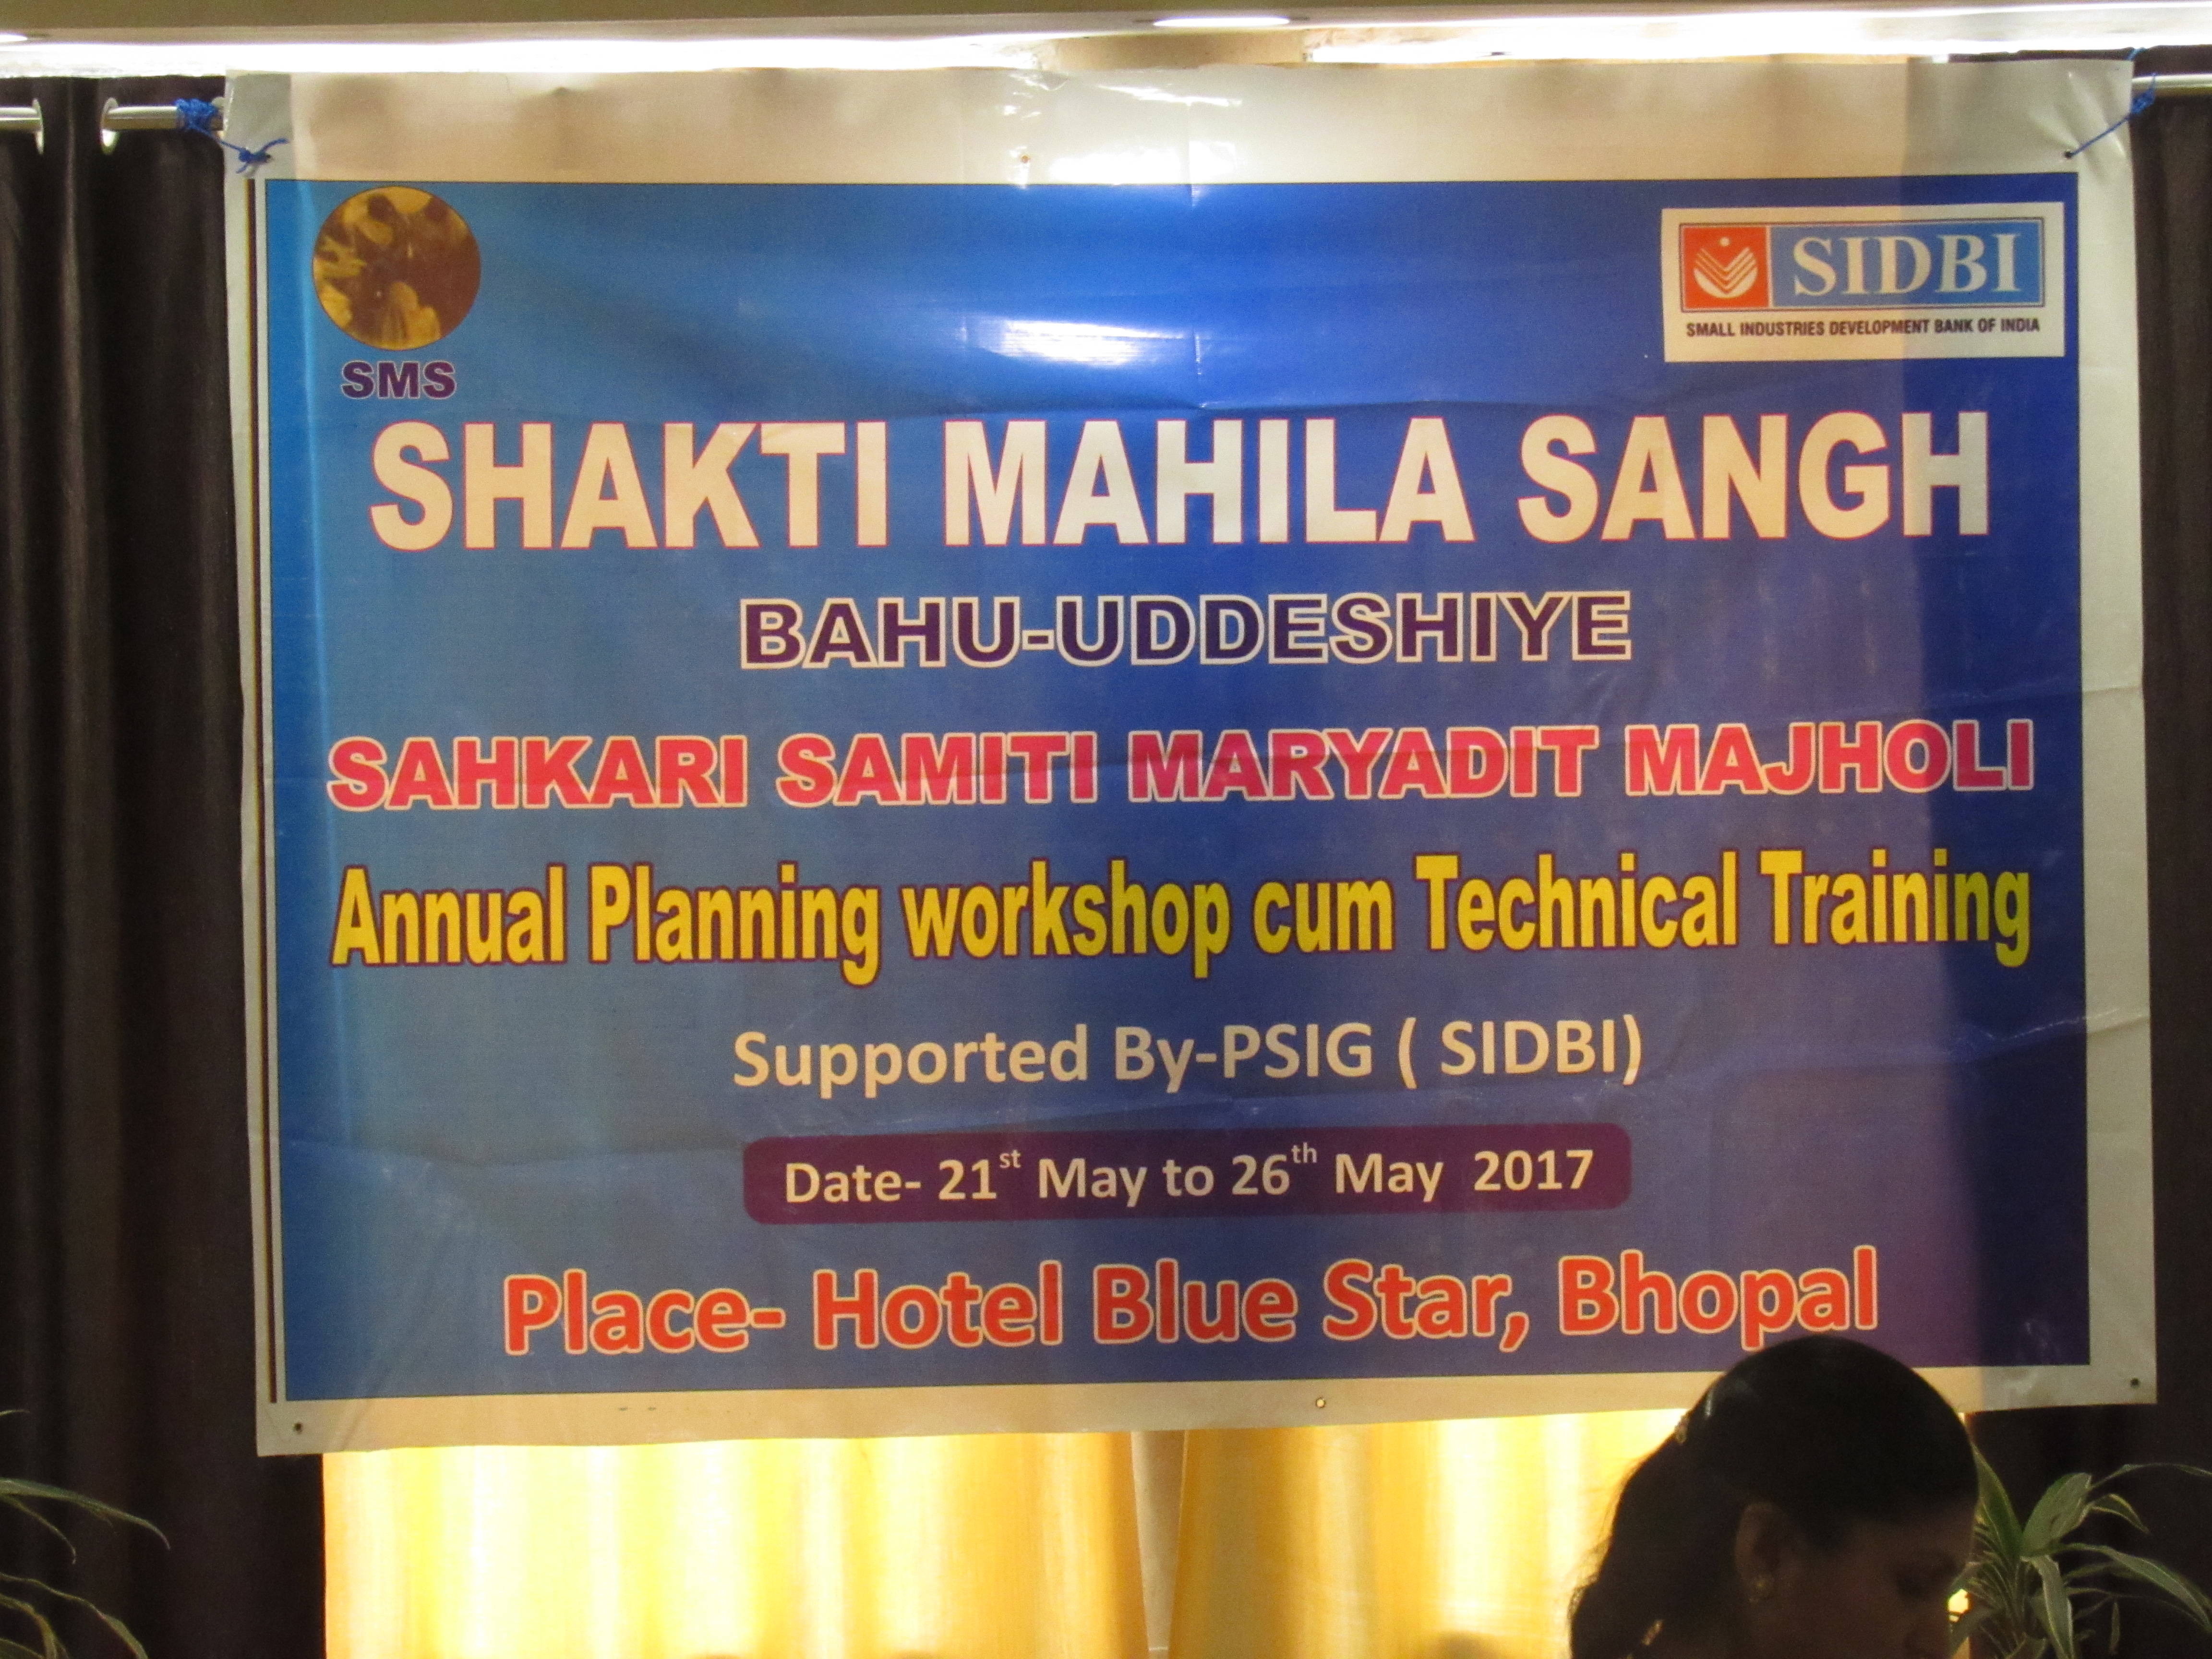 SMS
SIDBI
SMALL INDUSTRIES DEVELOPMENT BANK OF INDIA
SHAKTI MAHILA SANGH
BAHU-UDDESHIYE
SAHKARI SAMITI MARYADIT MAJHOLI
Annual Planning workshop cum Technical Training
Supported By-PSIG ( SIDBI)
Date- 21st May to 26th May 2017
Place- Hotel Blue Star, Bhopal